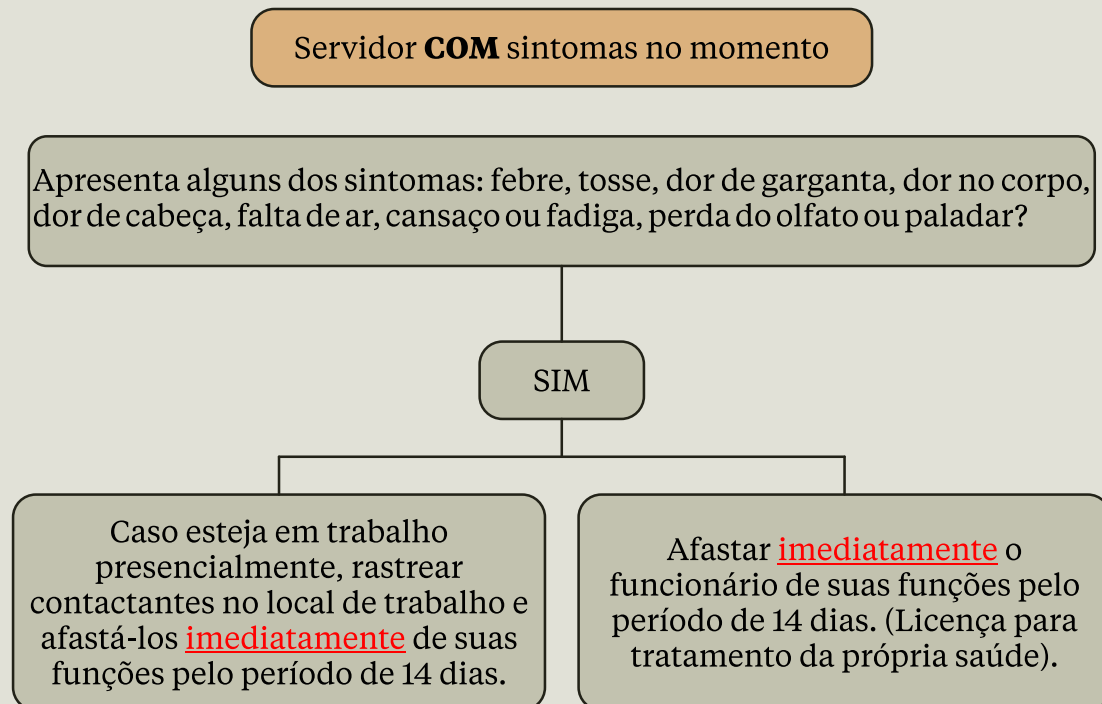 Servidor COM sintomas no momento
Apresenta alguns dos sintomas: febre, tosse, dor de garganta, dor no corpo,
dor de cabeça, falta de ar, cansaço ou fadiga, perda do olfato ou paladar?
SIM
Caso esteja em trabalho
presencialmente, rastrear
contactantes no local de trabalho e
afastá-los imediatamente de suas
funções pelo período de 14 dias.
Afastar imediatamente o
funcionário de suas funções pelo
período de 14 dias. (Licença para
tratamento da própria saúde).